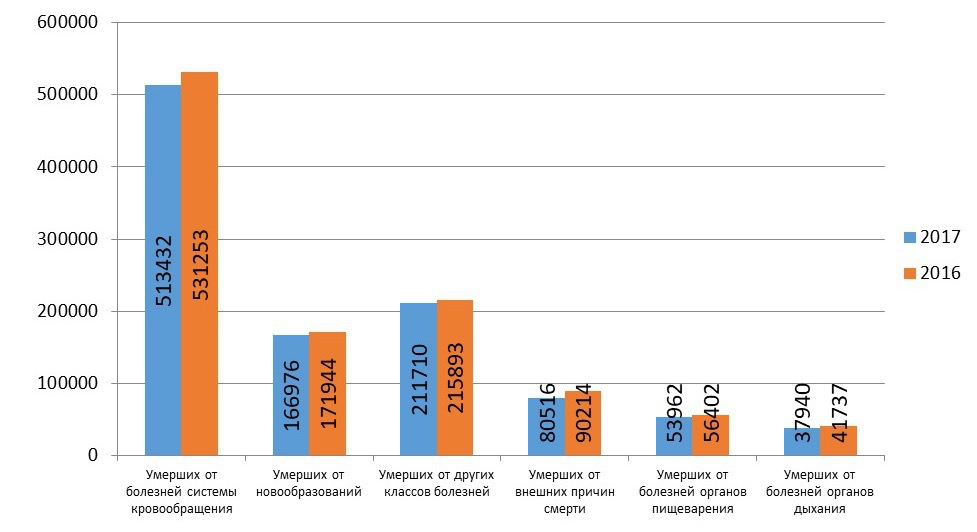 600000
500000
400000
300000
200000
100000
0
513432
531253
166976
171944
211710
215893
80516
90214
53962
56402
37940
41737
2017
2016
Умерших от
болезней системы
кровообращения
Умерших от
новообразований
Умерших от других
классов болезней
Умерших от
внешних причин
смерти
Умерших от
болезней органов
пищеварения
Умерших от
болезней органов
дыхания